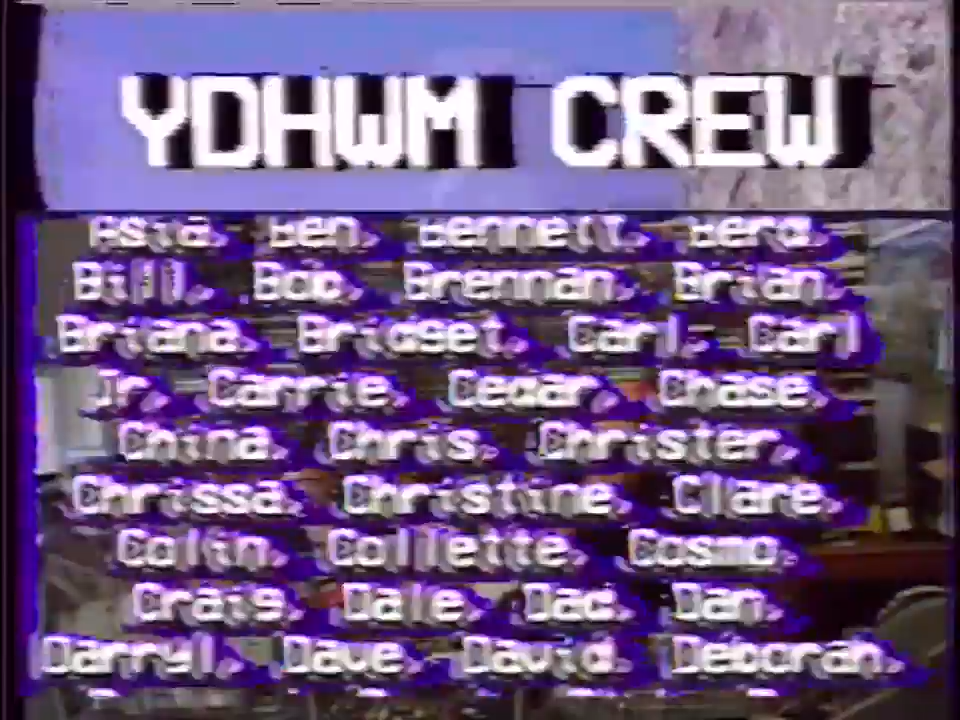 YDHWM CREW
Asia, Ben, Bennett, Berd,
Bill, Bob, Brennan, Brian,
Briana, Bridget, Carl, Carl
Jr, Carrie, Cedar, Chase,
China, Chris, Christer,
Chrissa, Christine, Clare,
Colin, Collette, Cosmo,
Craig, Dale, Dad, Dan,
Darryl, Dave, David, Deborah,